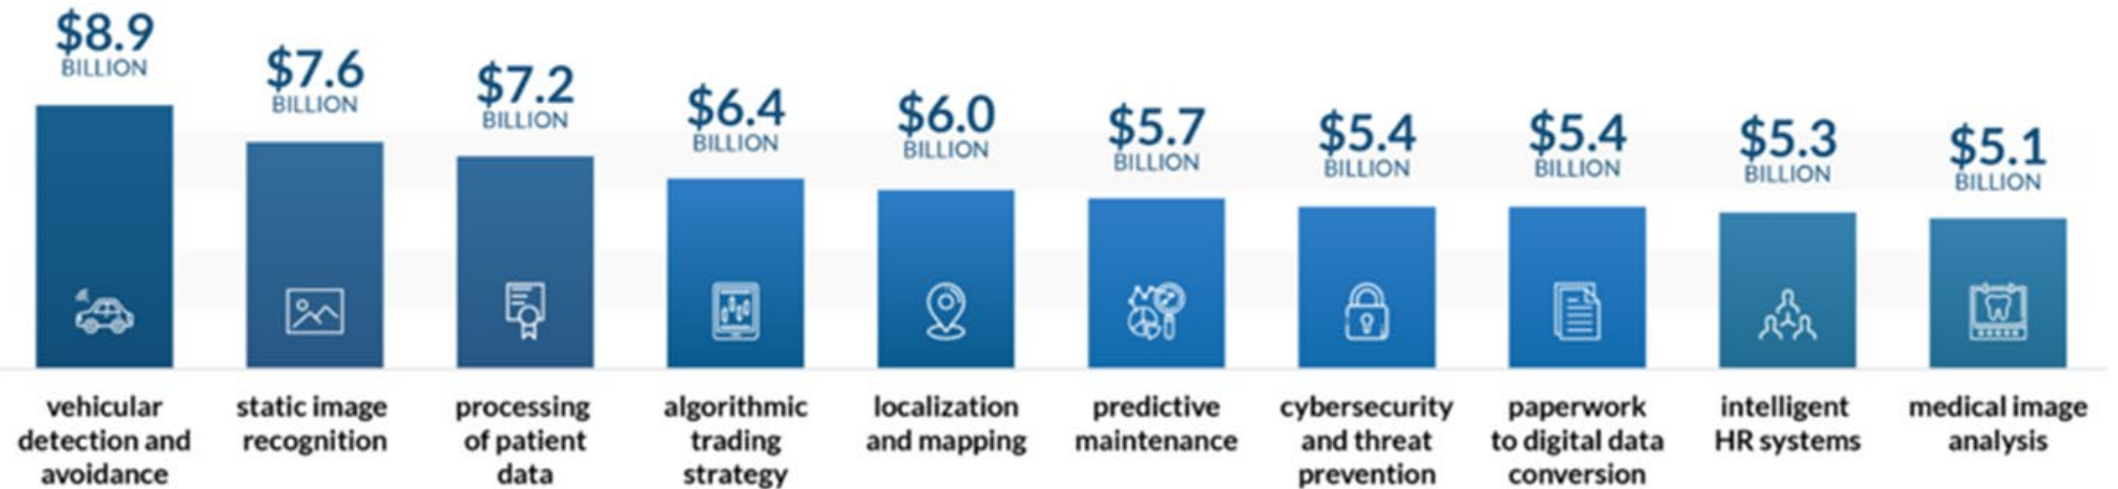 $8.9
BILLION
$7.6
BILLION
$7.2
BILLION
$6.4
BILLION
$6.0
BILLION
$5.7
BILLION
$5.4
BILLION
$5.4
BILLION
$5.3
BILLION
$5.1
BILLION
vehicular
detection and
avoidance
static image
recognition
processing
of patient
data
algorithmic
trading
strategy
localization
and mapping
predictive
maintenance
cybersecurity
and threat
prevention
paperwork
to digital data
conversion
intelligent
HR systems
medical image
analysis